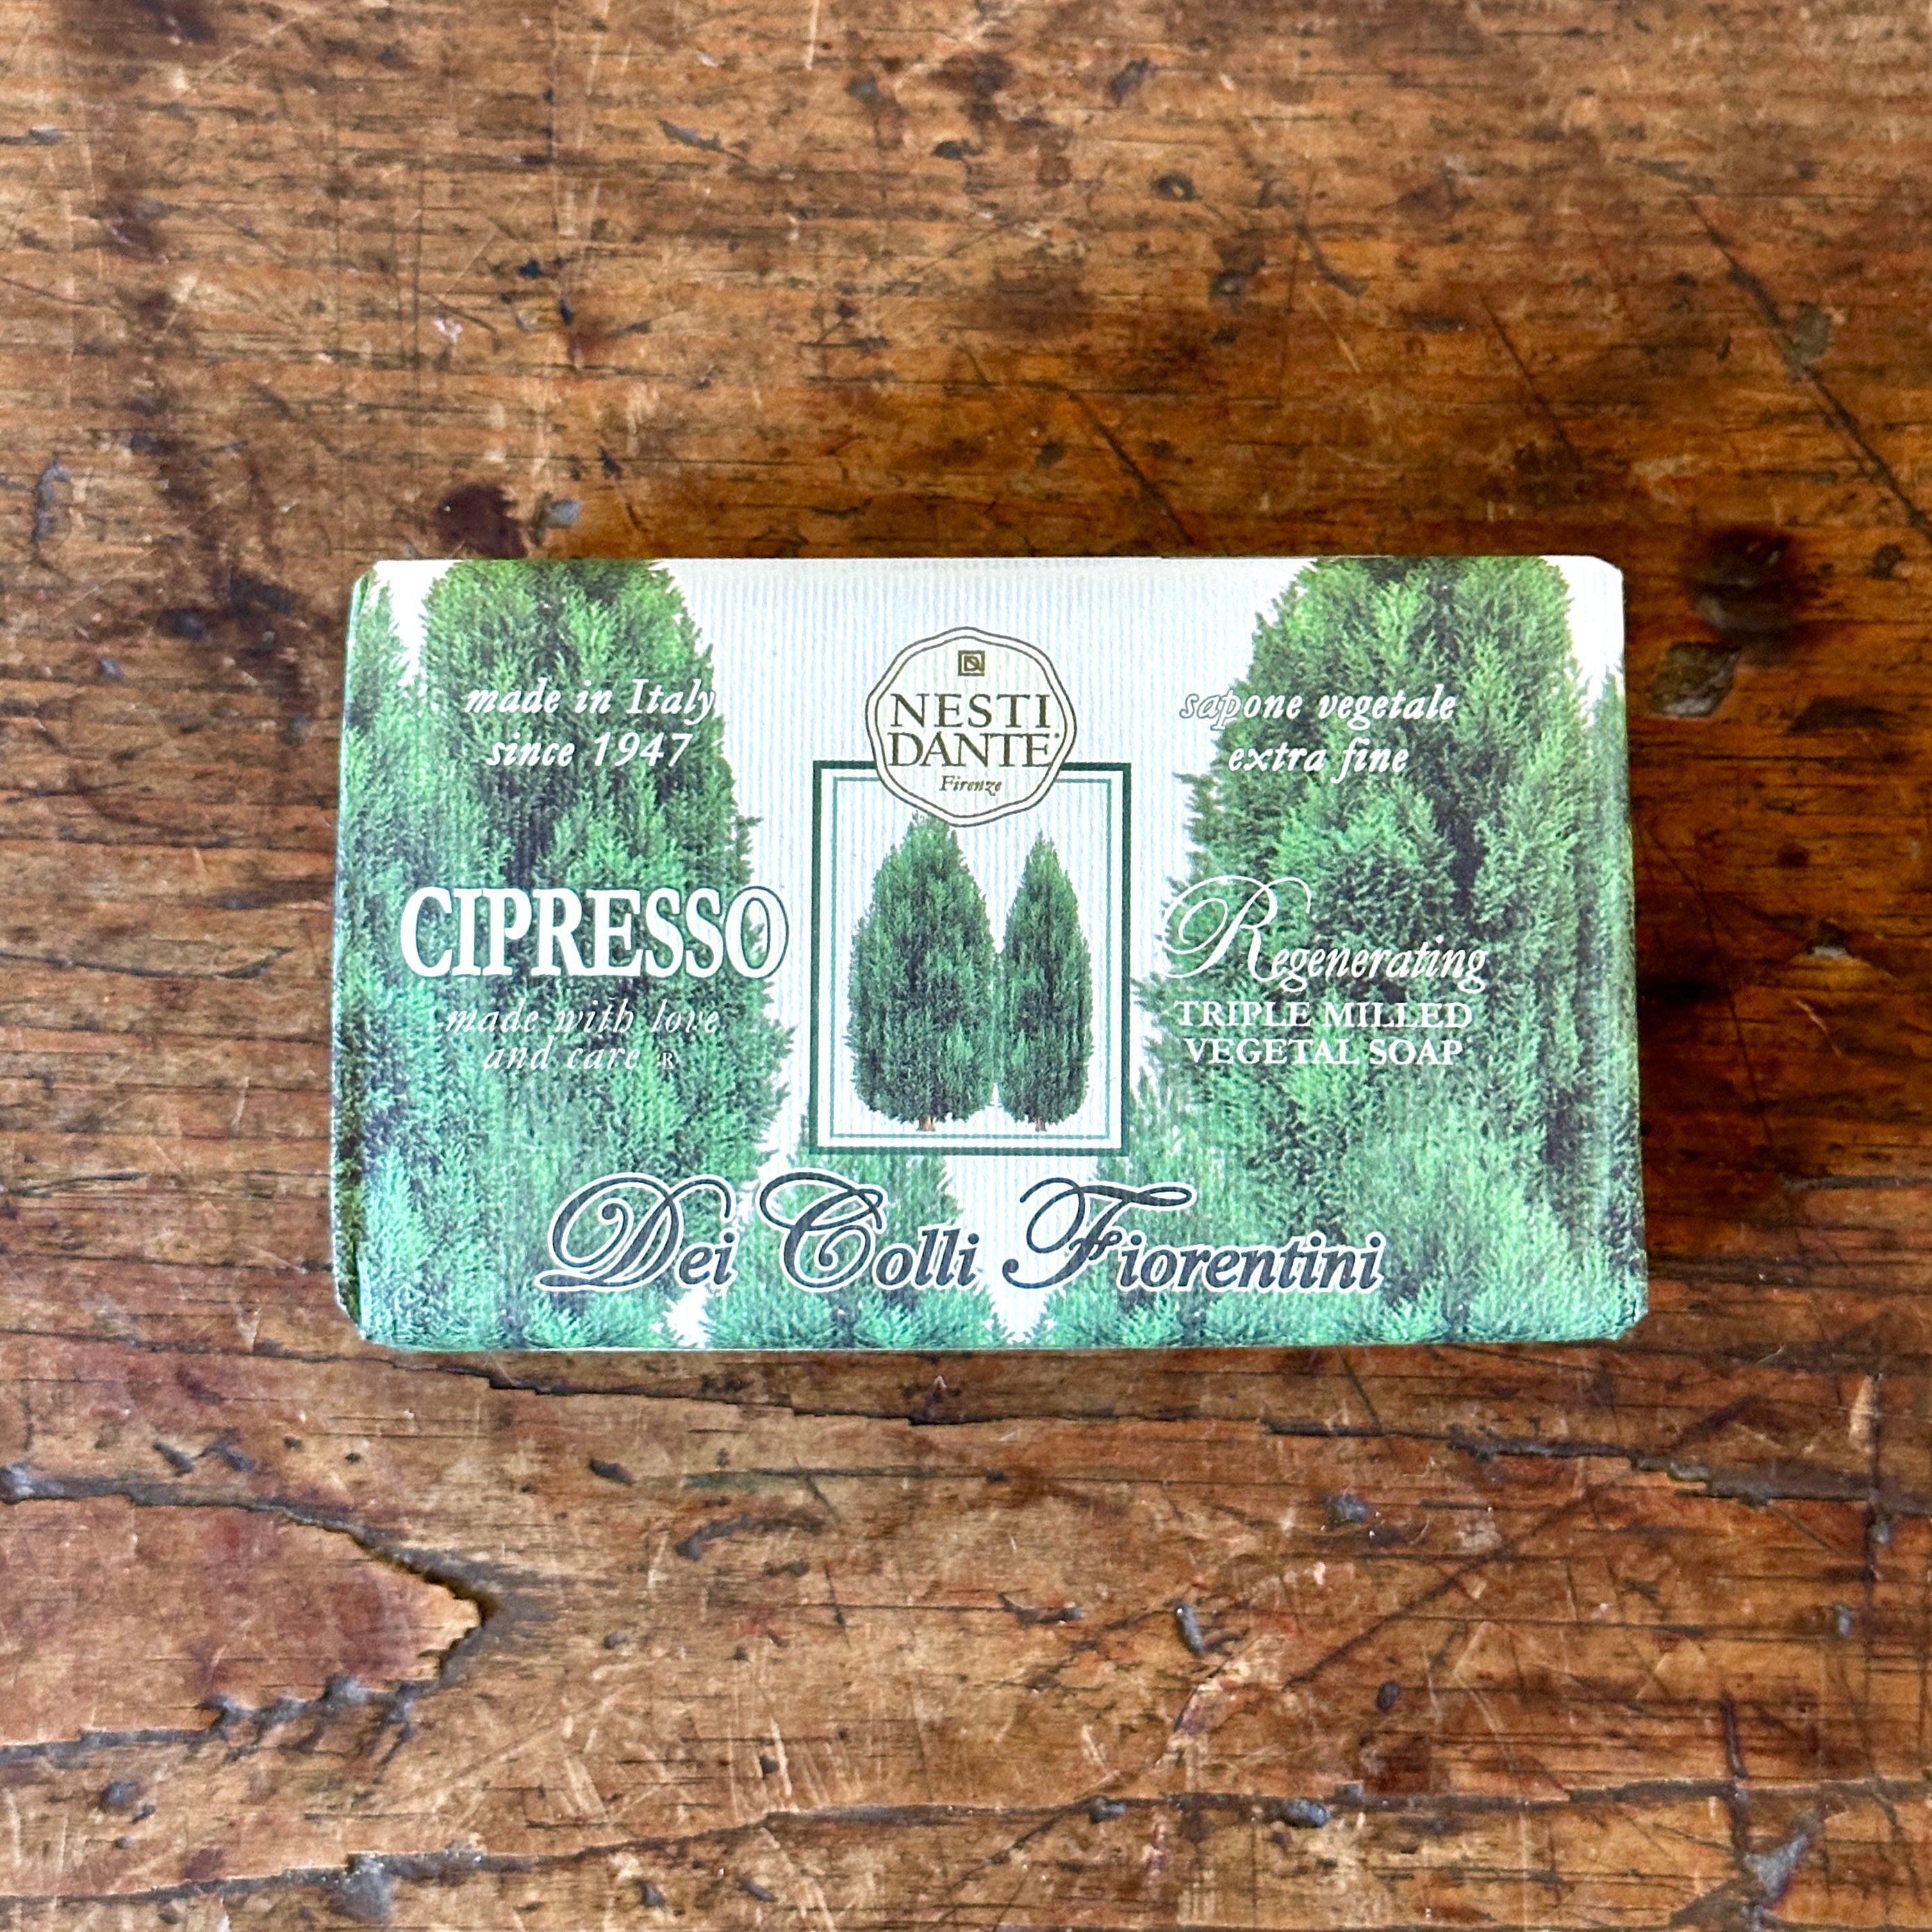 made in Italy
since 1947
NESTI
DANTE
Firenze
sapone vegetale
extra fine
CIPRESSO
made with love
and care ®
Regenerating
TRIPLE MILLED
VEGETAL SOAP
Dei Colli Fiorentini